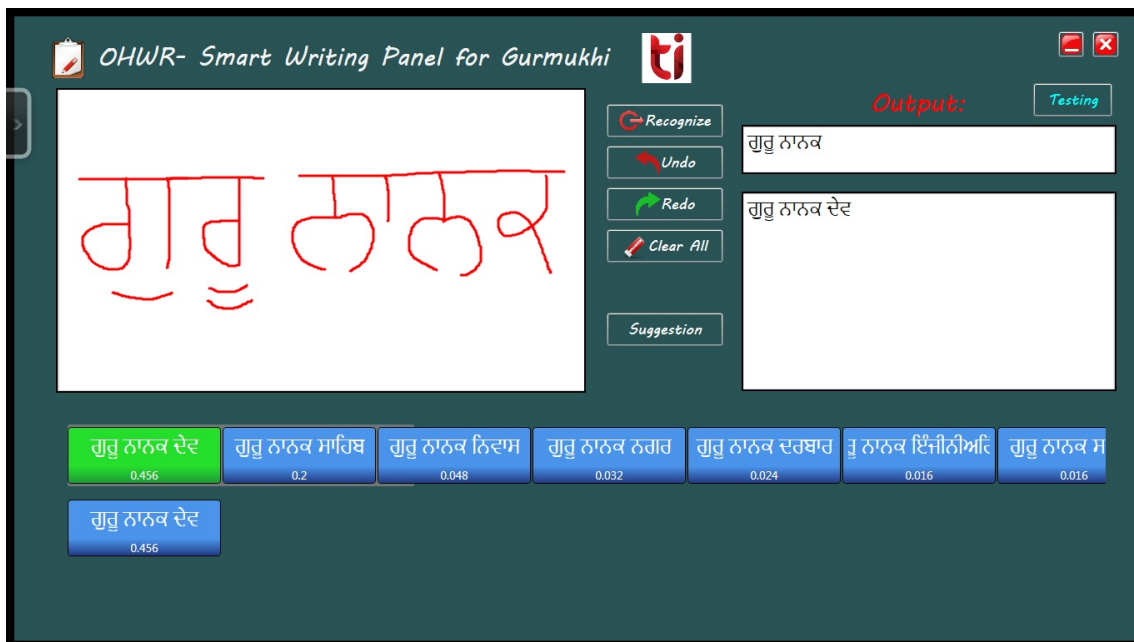 OHWR- Smart Writing Panel for Gurmukhi
ti
Output:
Testing
ਗੁਰੂ ਨਾਨਕ
Recognize
Undo
Redo
Clear All
Suggestion
ਗੁਰੂ ਨਾਨਕ
ਗੁਰੂ ਨਾਨਕ ਦੇਵ
ਗੁਰੂ ਨਾਨਕ ਦੇਵ
0.456
ਗੁਰੂ ਨਾਨਕ ਸਾਹਿਬ
0.2
ਗੁਰੂ ਨਾਨਕ ਨਿਵਾਸ
0.048
ਗੁਰੂ ਨਾਨਕ ਨਗਰ
0.032
ਗੁਰੂ ਨਾਨਕ ਦਰਬਾਰ
0.024
ਨਾਨਕ
0.016
ਗੁਰੂ ਨਾਨਕ
0.016
ਗੁਰੂ ਨਾਨਕ ਦੇਵ
0.456